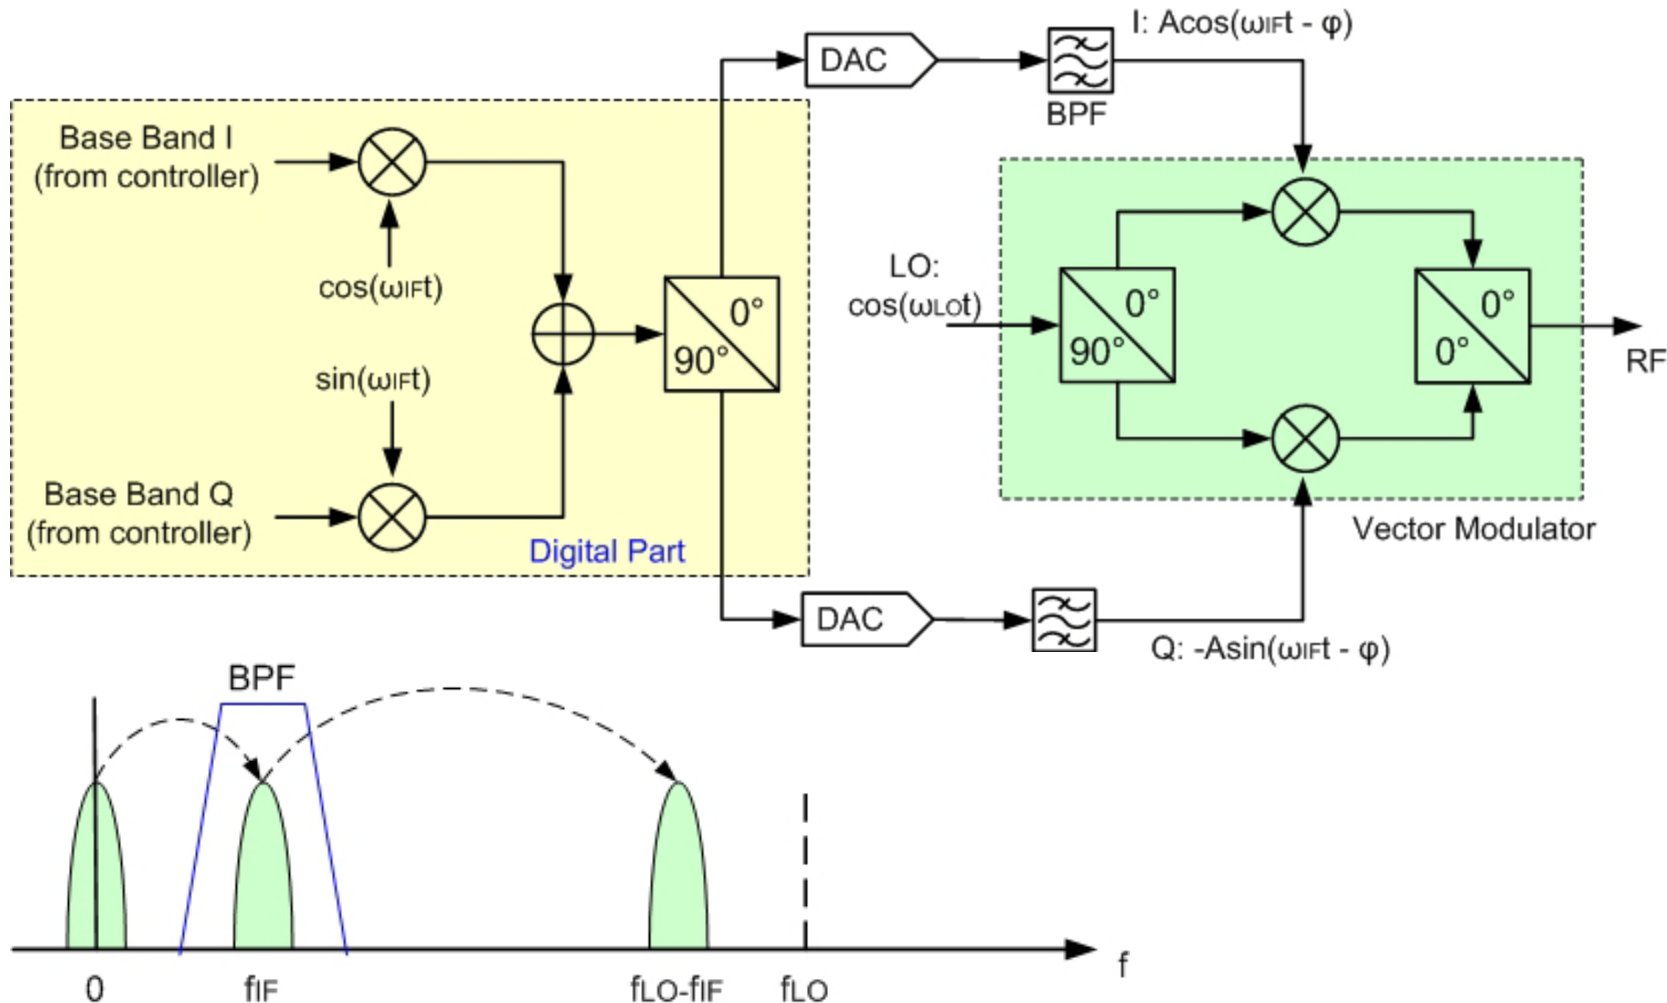 I: Acos(ωIFt - φ)
DAC
BPF
Base Band I
(from controller)
cos(ωIFt)
sin(ωIFt)
Base Band Q
(from controller)
0°
90°
Digital Part
LO:
cos(ωLOt)
0°
90°
0°
0°
RF
Vector Modulator
DAC
Q: -Asin(ωIFt - φ)
BPF
0
fIF
fLO-fIF
fLO
f